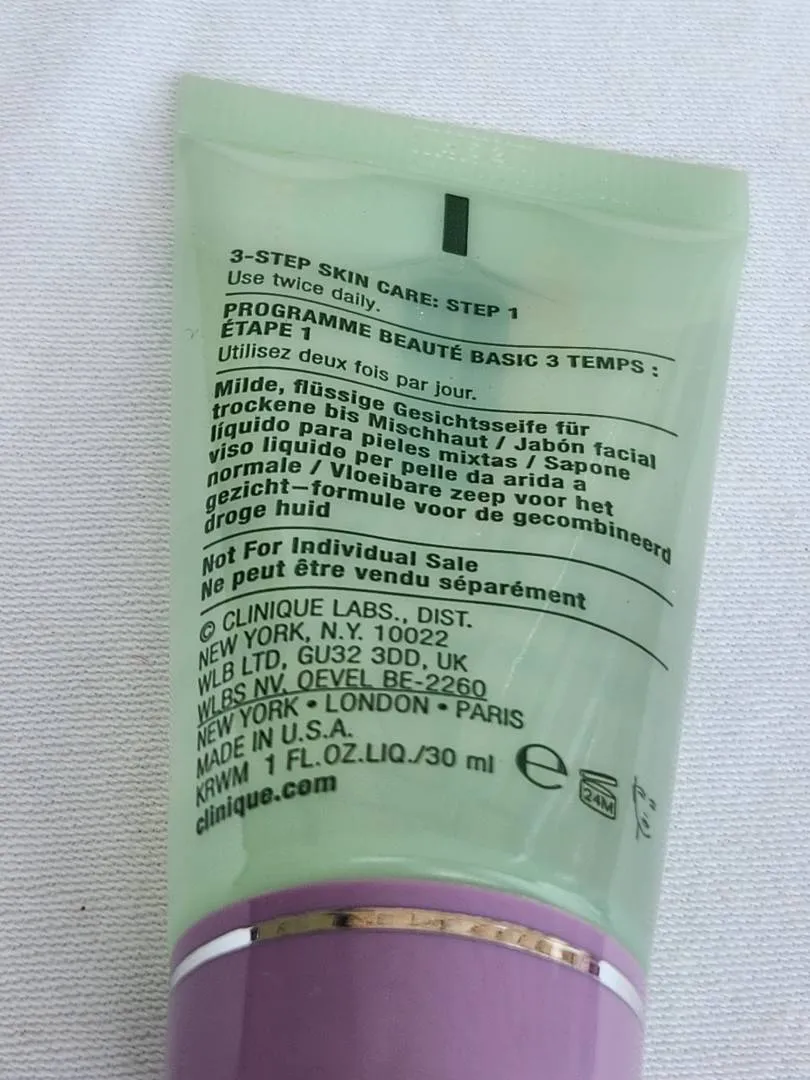 3-STEP SKIN CARE: STEP 1
Use twice daily.
PROGRAMME BEAUTÉ BASIC 3 TEMPS :
ÉTAPE 1
Utilisez deux fois par jour.
Milde, flüssige Gesichtsseife für
trockene bis Mischhaut / Jabón facial
líquido para pieles mixtas / Sapone
viso liquido per pelle da arida a
normale / Vloeibare zeep voor het
gezicht—formule voor de gecombineerd
droge huid
Not For Individual Sale
Ne peut être vendu séparément
© CLINIQUE LABS., DIST.
NEW YORK, N.Y. 10022
WLB LTD, GU32 3DD, UK
WLBS NV, OEVEL BE-2260
NEW YORK • LONDON • PARIS
MADE IN U.S.A.
KRWM 1 FL.OZ.LIQ./30 ml e 24M
clinique.com